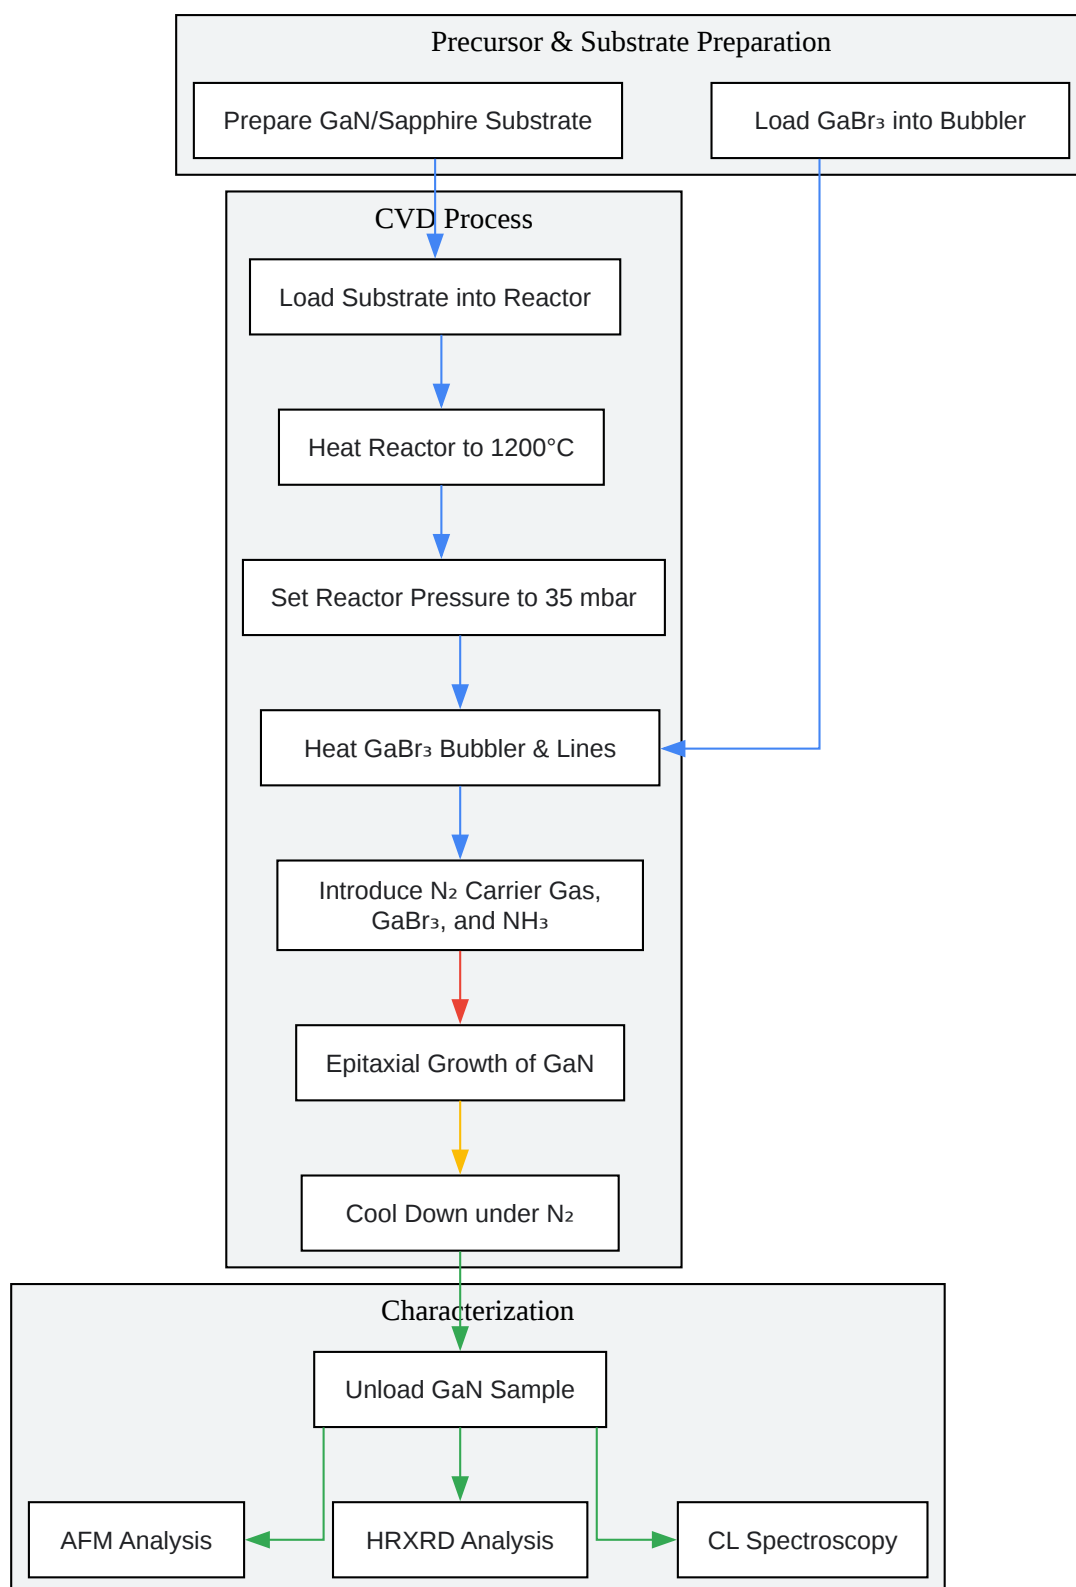 Precursor & Substrate Preparation
Prepare GaN/Sapphire Substrate
Load GaBr₃ into Bubbler
CVD Process
Load Substrate into Reactor
Heat Reactor to 1200°C
Set Reactor Pressure to 35 mbar
Heat GaBr₃ Bubbler & Lines
Introduce N₂ Carrier Gas,
GaBr₃, and NH₃
Epitaxial Growth of GaN
Cool Down under N₂
Characterization
Unload GaN Sample
AFM Analysis
HRXRD Analysis
CL Spectroscopy